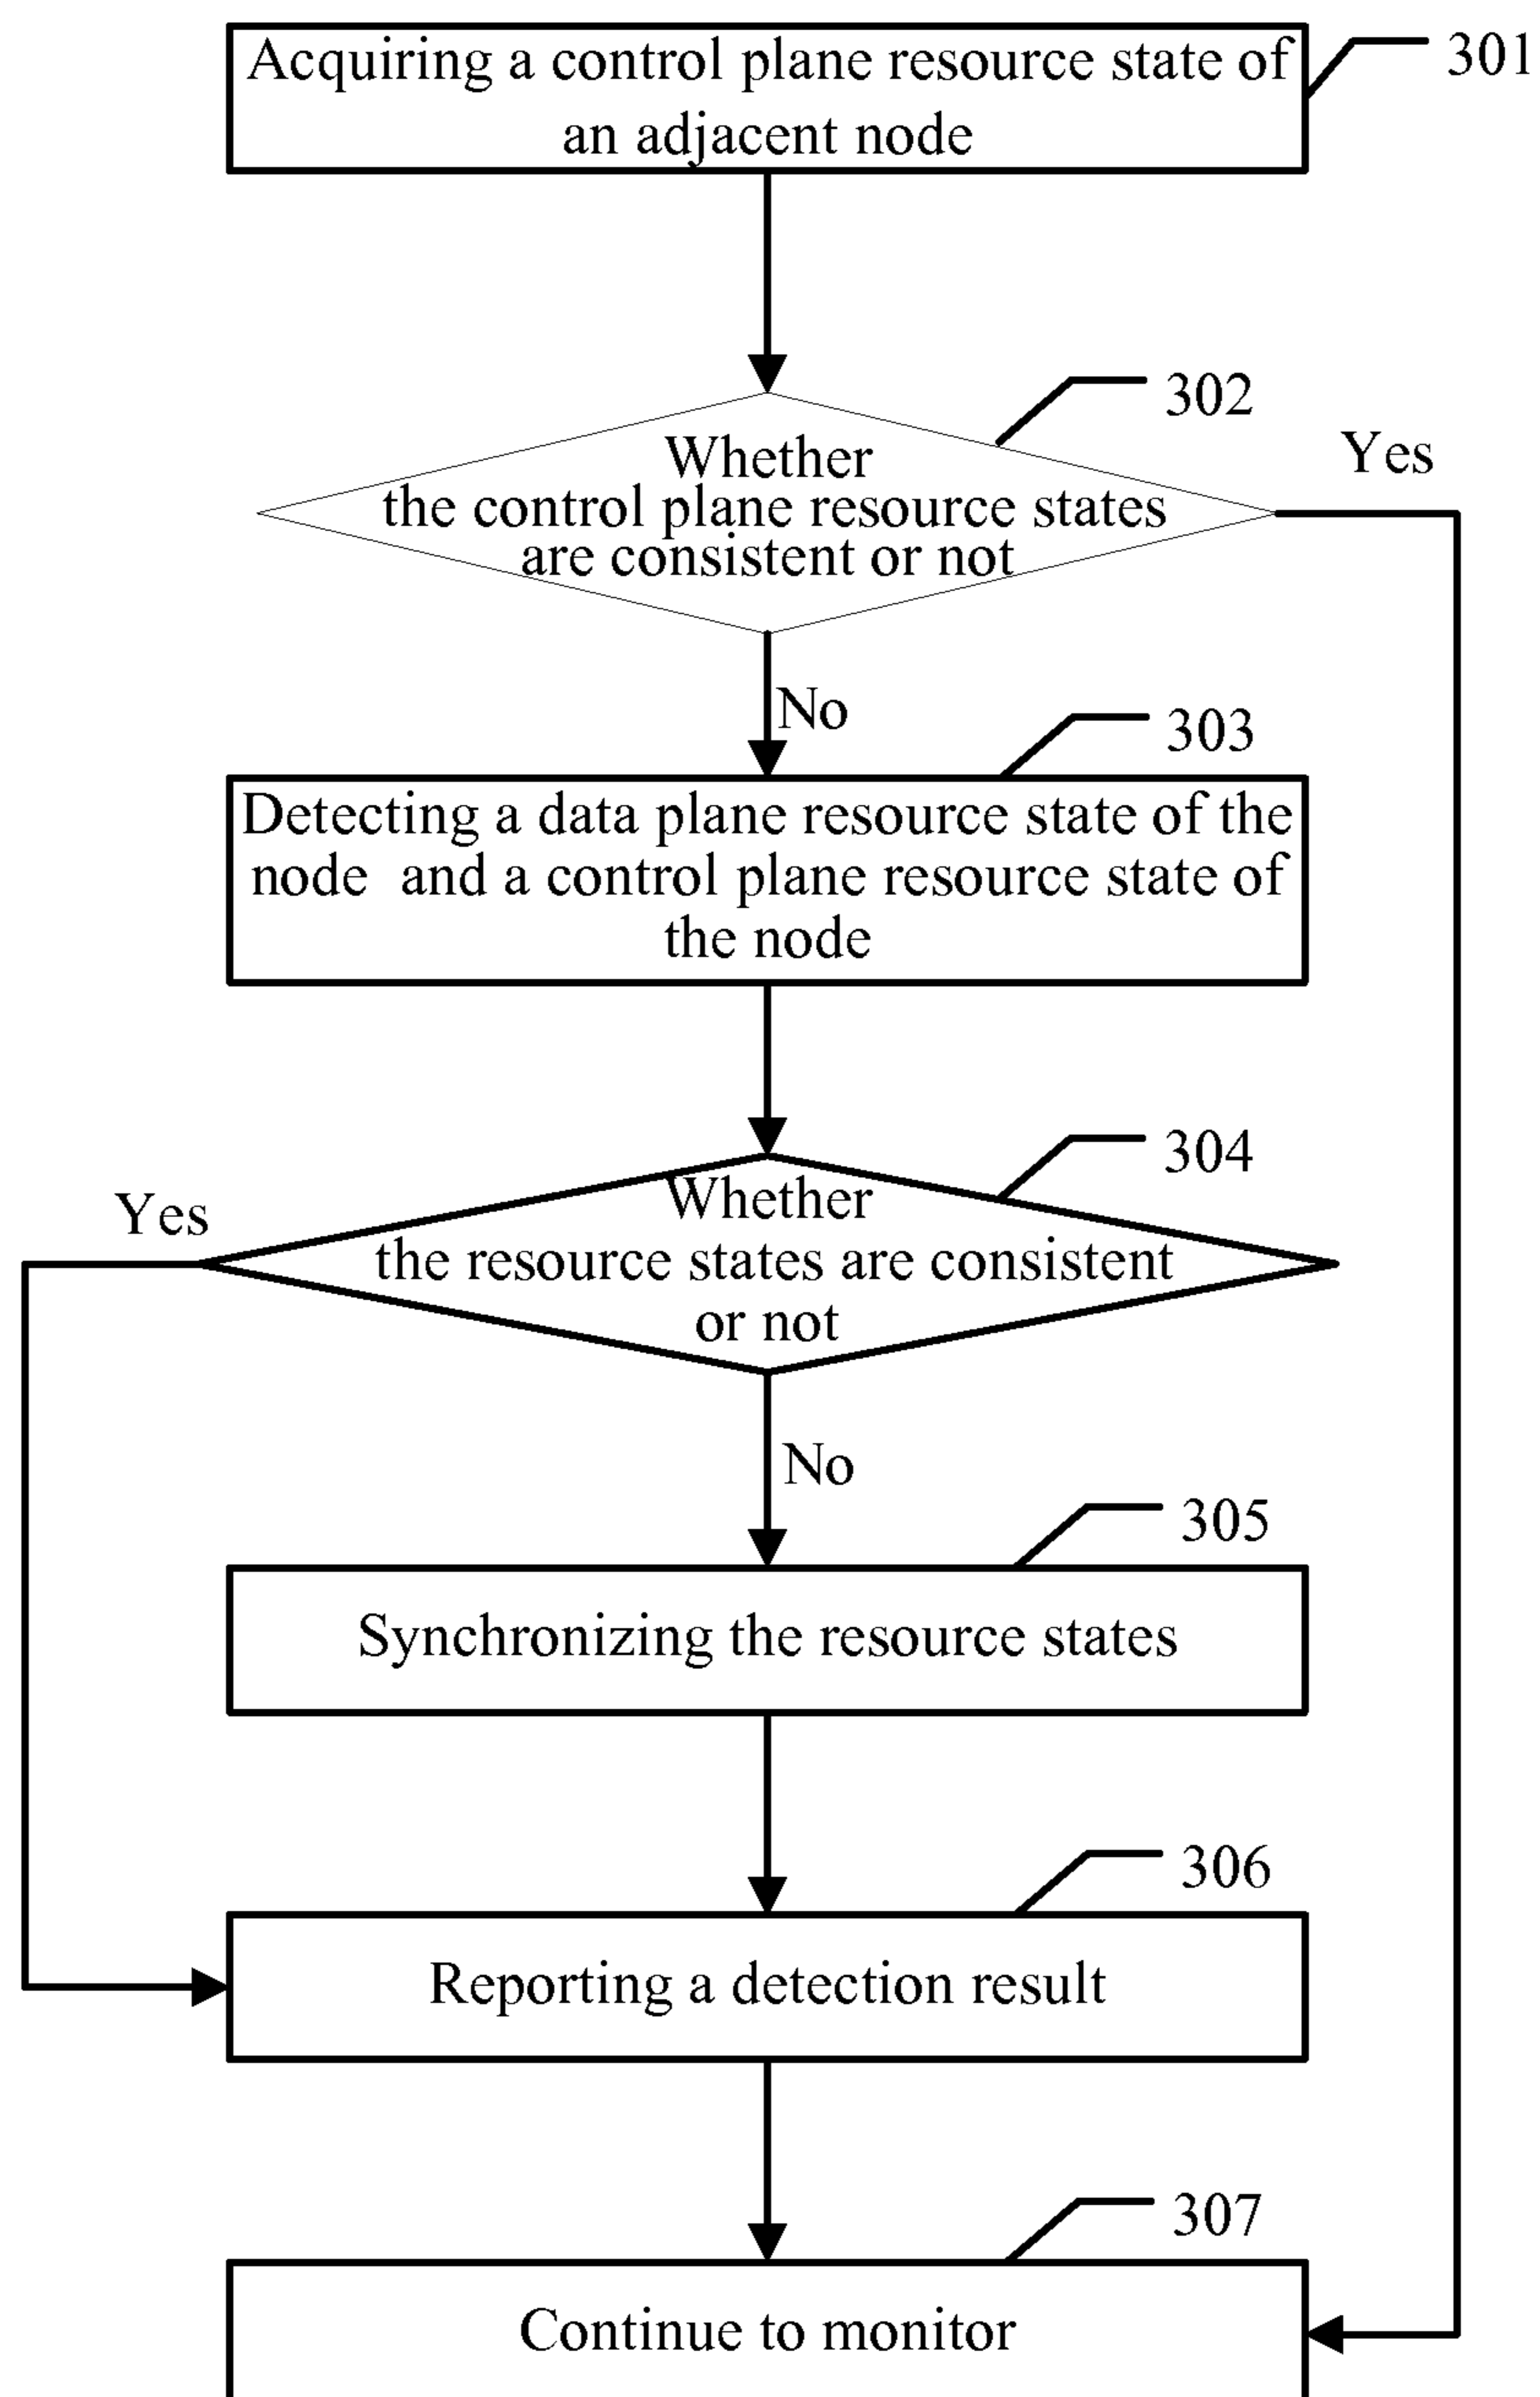 Acquiring a control plane resource state of
an adjacent node
301
302
Whether
the control plane resource states
are consistent or not
Yes
No
303
Detecting a data plane resource state of the
node and a control plane resource state of
the node
304
Whether
the resource states are consistent
or not
Yes
No
305
Synchronizing the resource states
306
Reporting a detection result
307
Continue to monitor